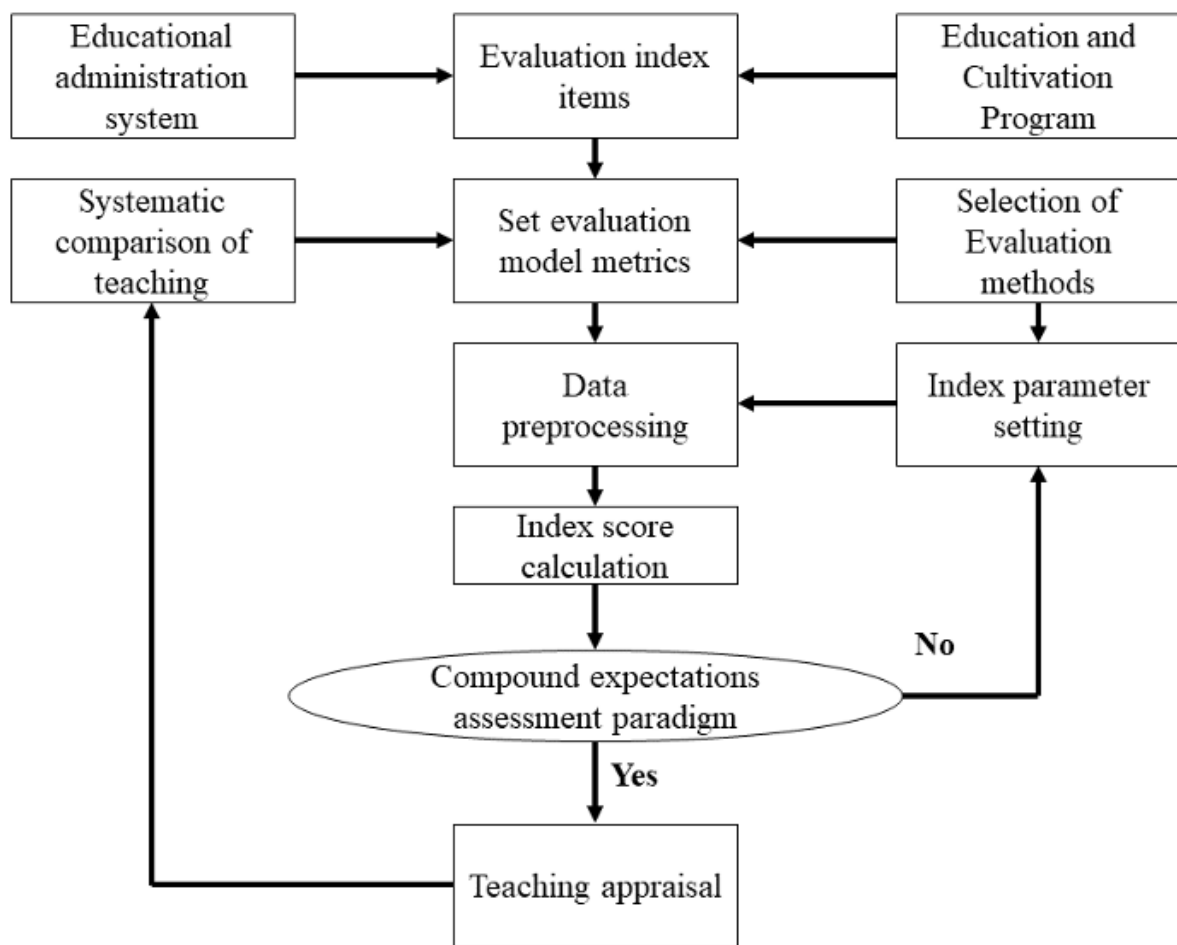 Educational
administration
system
Evaluation index
items
Education and
Cultivation
Program
Systematic
comparison of
teaching
Set evaluation
model metrics
Selection of
Evaluation
methods
Data
preprocessing
Index parameter
setting
Index score
calculation
No
Compound expectations
assessment paradigm
Yes
Teaching appraisal